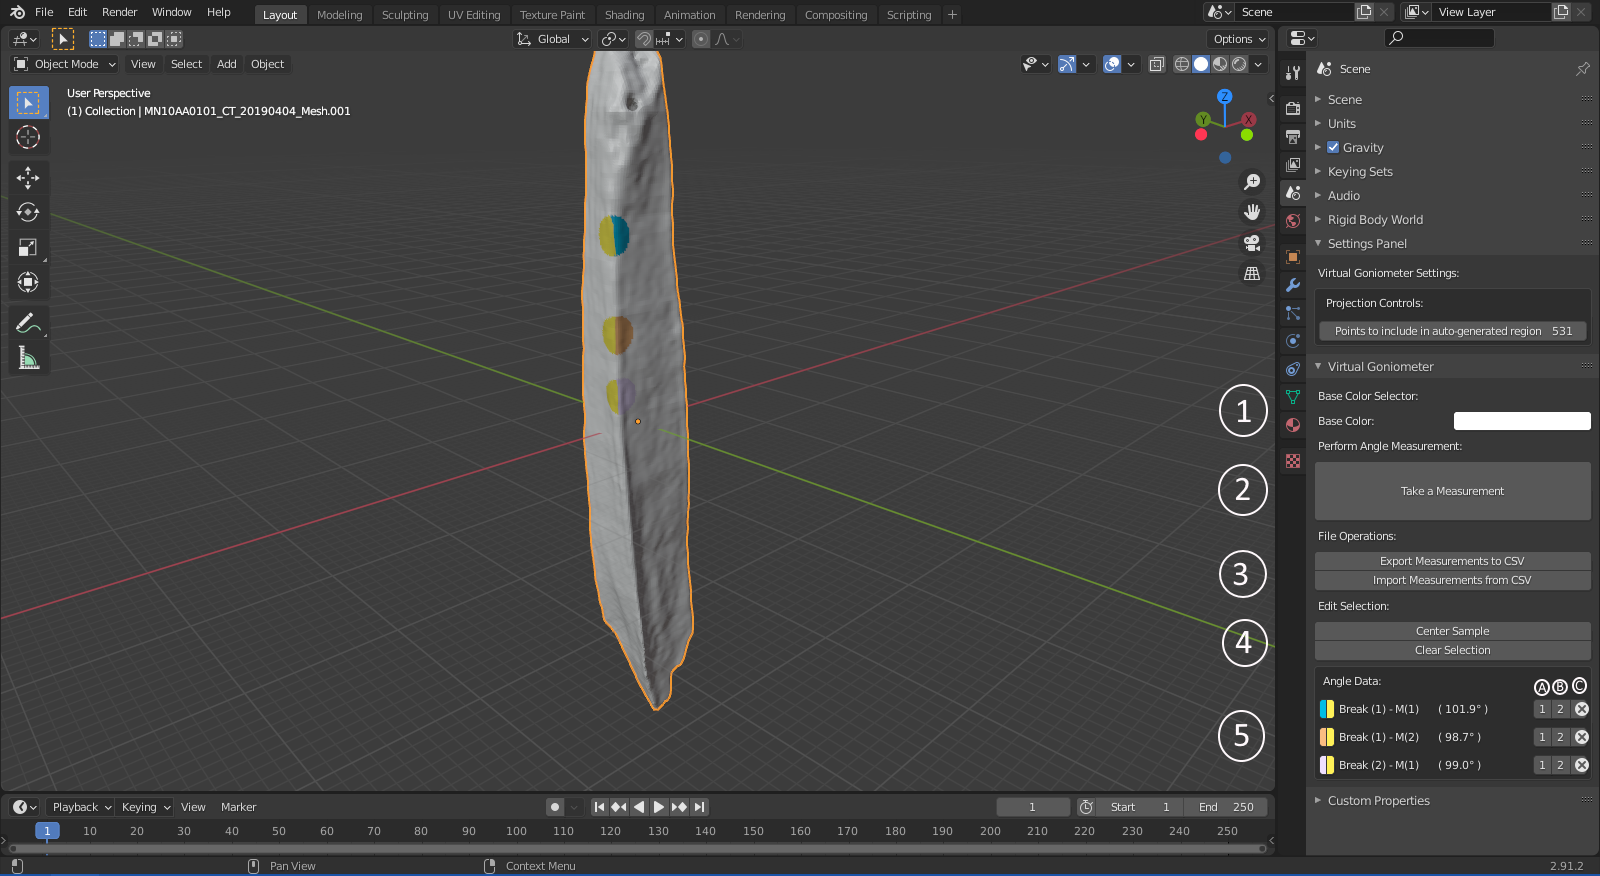 File Edit Render Window Help Layout Modeling Sculpting UV Editing Texture Paint Shading Animation Rendering Compositing Scripting + Scene View Layer
Global Options
Object Mode View Select Add Object
User Perspective
(1) Collection | MN10AA0101_CT_20190404_Mesh.001
Z
Y X
Scene
Scene
Units
Gravity
Keying Sets
Audio
Rigid Body World
Settings Panel
Virtual Goniometer Settings:
Projection Controls:
Points to include in auto-generated region 531
Virtual Goniometer
Base Color Selector:
1
Base Color:
Perform Angle Measurement:
2
Take a Measurement
File Operations:
Export Measurements to CSV
3
Import Measurements from CSV
Edit Selection:
Center Sample
4
Clear Selection
Angle Data: A B C
Break (1) - M(1) ( 101.9° ) 1 2
5
Break (1) - M(2) ( 98.7° ) 1 2
Break (2) - M(1) ( 99.0° ) 1 2
Custom Properties
Playback Keying View Marker 1 Start 1 End 250
1 10 20 30 40 50 60 70 80 90 100 110 120 130 140 150 160 170 180 190 200 210 220 230 240 250
Pan View Context Menu 2.91.2